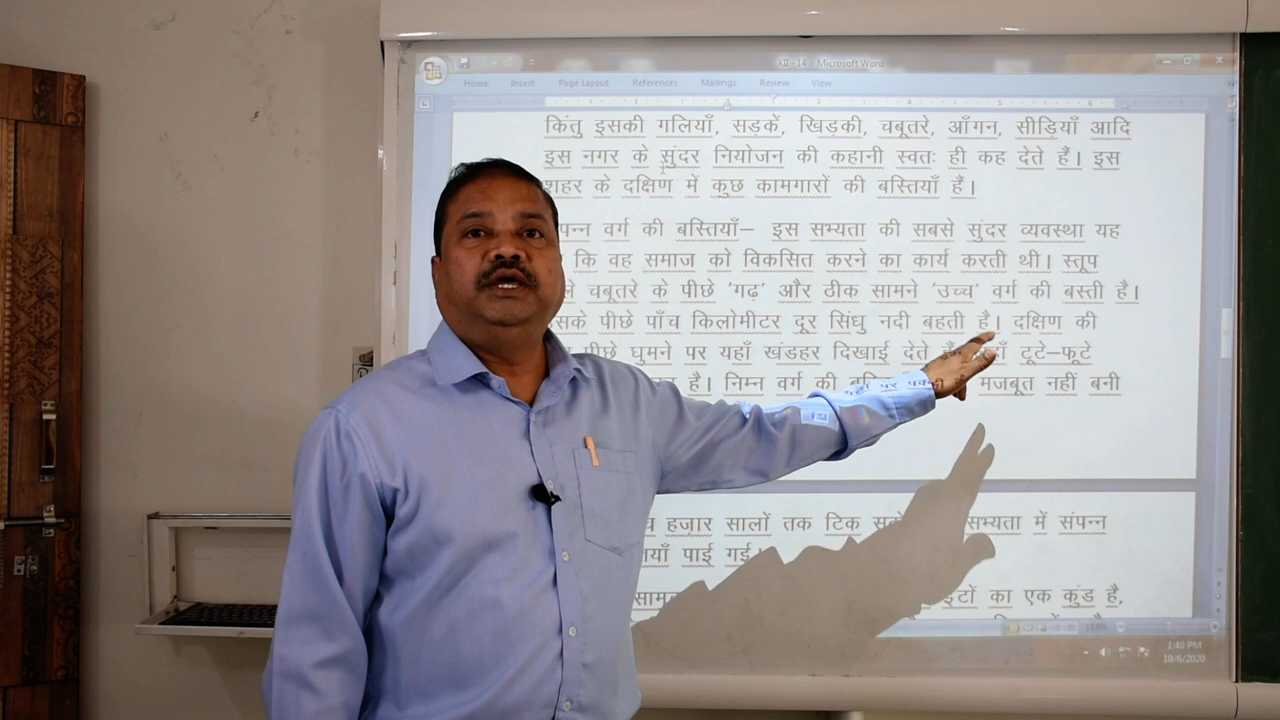 XII-14 - Microsoft Word
Home Insert Page Layout References Mailings Review View
किंतु इसकी गलियाँ, सड़कें, खिड़की, चबूतरे, आँगन, सीड़ियाँ आदि
इस नगर के सुंदर नियोजन की कहानी स्वतः ही कह देते हैं। इस
शहर के दक्षिण में कुछ कामगारों की बस्तियाँ हैं।
वर्ग की बस्तियाँ– इस सभ्यता की सबसे सुंदर व्यवस्था यह
कि वह समाज को विकसित करने का कार्य करती थी। स्तूप
चबूतरे के पीछे 'गढ़' और ठीक सामने 'उच्च' वर्ग की बस्ती है।
पीछे पाँच किलोमीटर दूर सिंधु नदी बहती है। दक्षिण की
पीछे घुमने पर यहाँ खंडहर दिखाई देते टूटे–फूटे
है। निम्न वर्ग की मजबूत नहीं बनी
हज़ार सालों तक टिक सभ्यता में संपन्न
पाई गई।
का एक कुंड है,
1:40 PM
10/6/2020